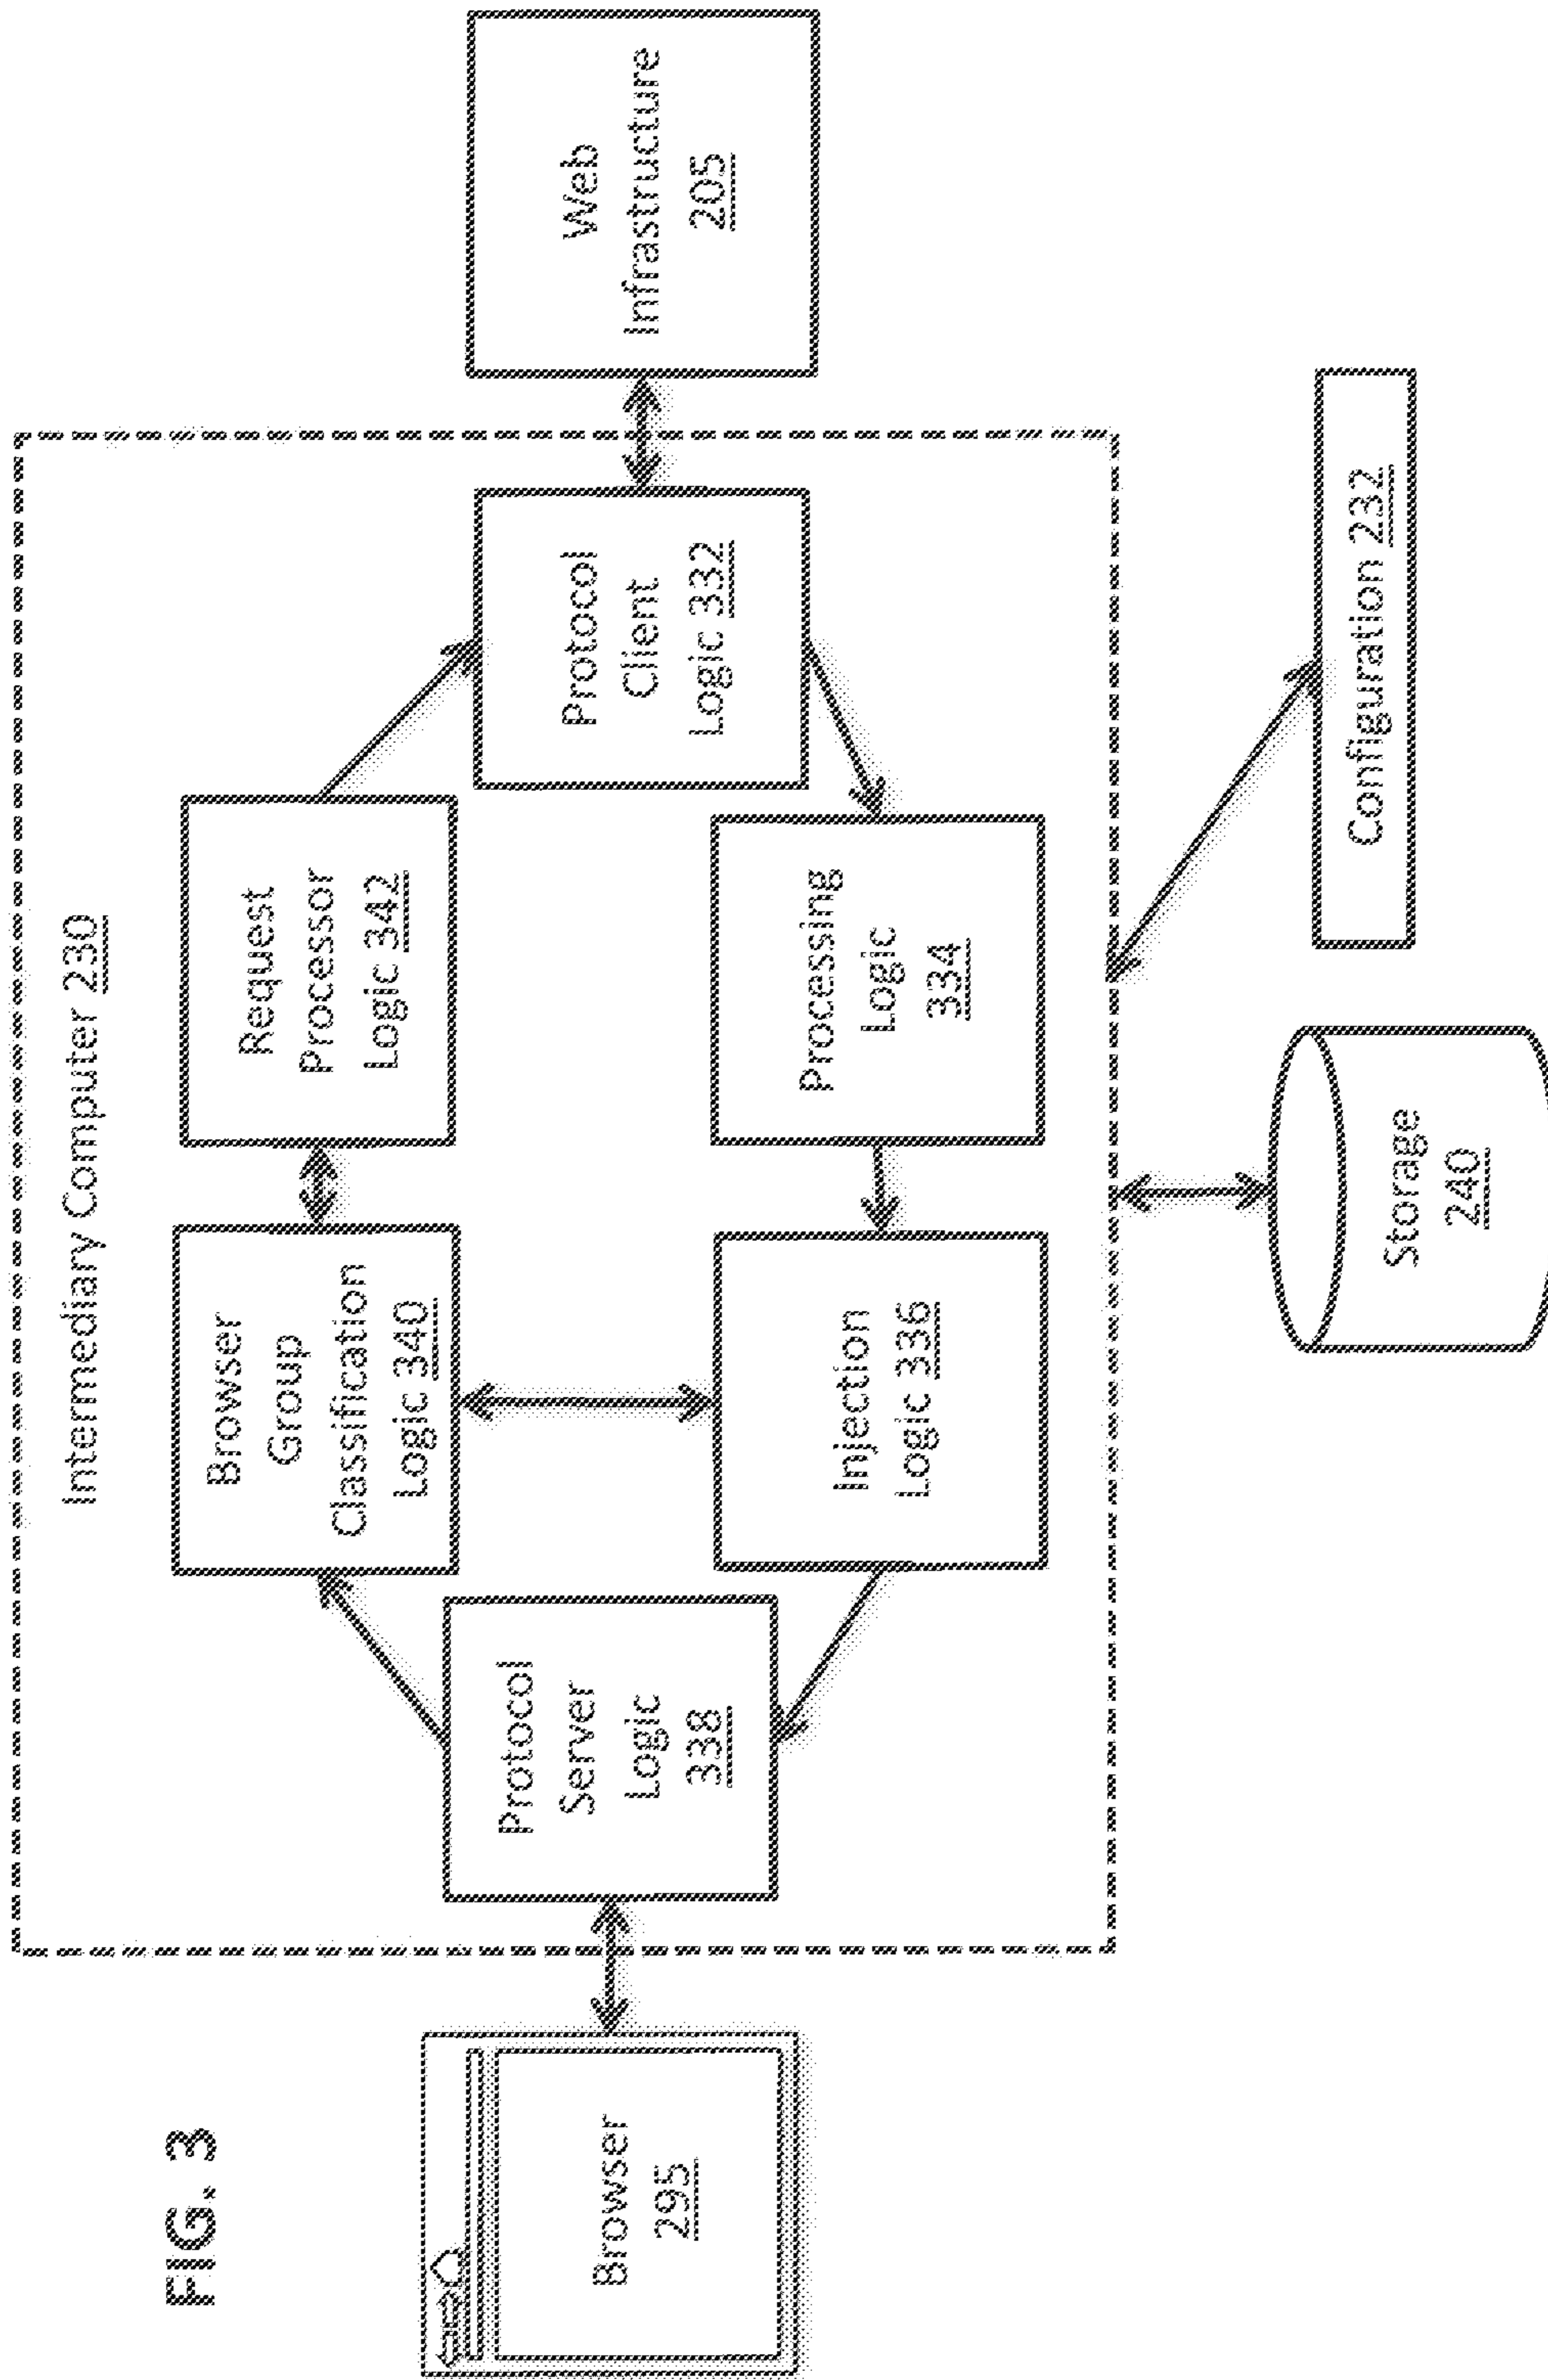 FIG. 3
Intermediary Computer 230
Browser
295
Protocol
Server
Logic
338
Browser
Group
Classification
Logic 340
Request
Processor
Logic 342
Injection
Logic 336
Processing
Logic
334
Protocol
Client
Logic 332
Web
Infrastructure
205
Storage
240
Configuration 232